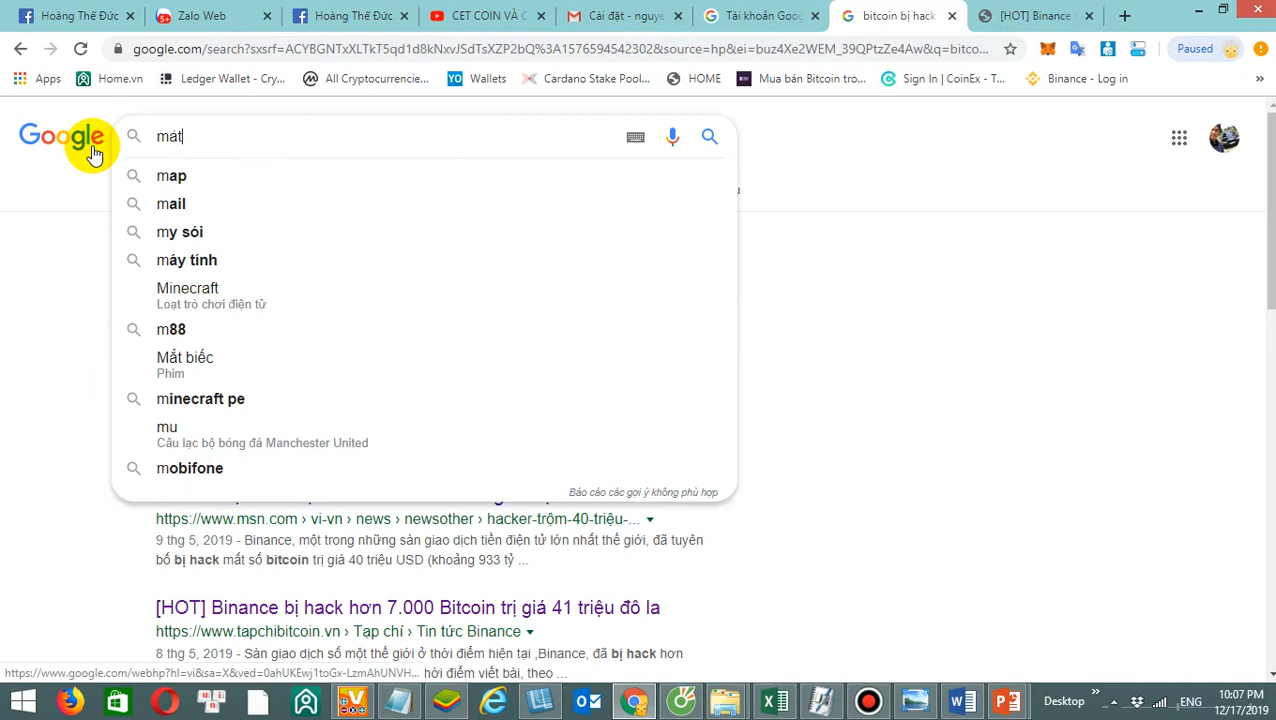 Hoàng Thế Đức
Zalo Web
Hoàng Thế Đức
CET COIN VÀ C
Cài đặt - nguye
Tài khoản Goog
bitcoin bị hack
[HOT] Binance
google.com/search?sxsrf=ACYBGNTxXLTkT5qd1d8kNxvJSdTsXZP2bQ%3A1576594542302&source=hp&ei=buz4Xe2WEM_39QPtzZe4Aw&q=bitco...
Paused
Apps
Home.vn
Ledger Wallet - Cry...
All Cryptocurrencie...
YO Wallets
Cardano Stake Pool...
HOME
Mua bán Bitcoin tro...
Sign In | CoinEx - T...
Binance - Log in
»
Google
mát
map
mail
my sói
máy tính
Minecraft
Loạt trò chơi điện tử
m88
Mắt biếc
Phim
minecraft pe
mu
Câu lạc bộ bóng đá Manchester United
mobifone
Báo cáo các gợi ý không phù hợp
https://www.msn.com › vi-vn › news › newsother › hacker-trộm-40-triệu-...
9 thg 5, 2019 - Binance, một trong những sàn giao dịch tiền điện tử lớn nhất thế giới, đã tuyên
bố bị hack mất số bitcoin trị giá 40 triệu USD (khoảng 933 tỷ ...
[HOT] Binance bị hack hơn 7.000 Bitcoin trị giá 41 triệu đô la
https://www.tapchibitcoin.vn › Tạp chí › Tin tức Binance
8 thg 5, 2019 - Sàn giao dịch số một thế giới ở thời điểm hiện tại ,Binance, đã bị hack hơn
https://www.google.com/webhp?hl=vi&sa=X&ved=0ahUKEwj1toGx-LzmAhUNVH...
hời điểm viết bài, theo ...
Desktop
»
ENG
10:07 PM
12/17/2019